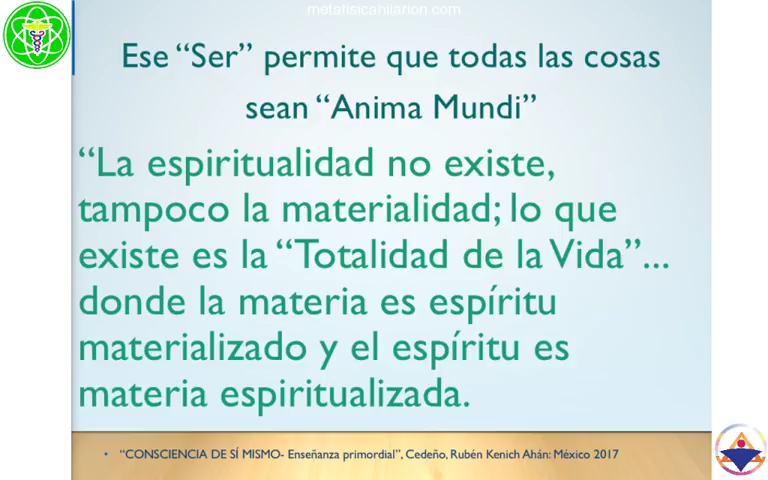 metafisicahilarion.com
Ese “Ser” permite que todas las cosas
sean “Anima Mundi”
“La espiritualidad no existe,
tampoco la materialidad; lo que
existe es la “Totalidad de la Vida”...
donde la materia es espíritu
materializado y el espíritu es
materia espiritualizada.
• “CONSCIENCIA DE SÍ MISMO- Enseñanza primordial”, Cedeño, Rubén Kenich Ahán: México 2017